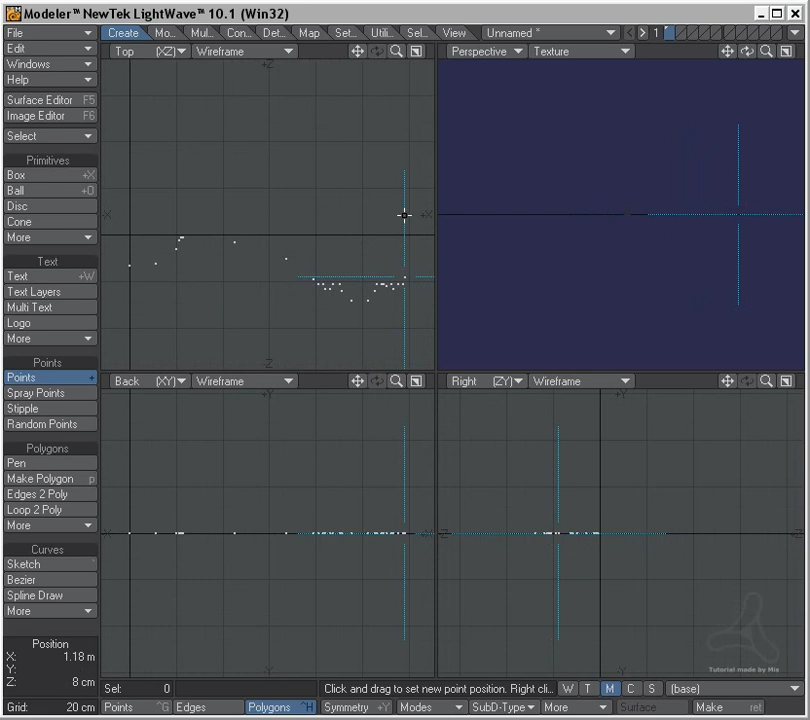 Modeler™ NewTek LightWave™ 10.1 (Win32)
File
Edit
Windows
Help
Surface Editor F5
Image Editor F6
Select
Primitives
Box +X
Ball +O
Disc
Cone
More
Text
Text +W
Text Layers
Multi Text
Logo
More
Points
Points +
Spray Points
Stipple
Random Points
Polygons
Pen
Make Polygon p
Edges 2 Poly
Loop 2 Poly
More
Curves
Sketch `
Bezier
Spline Draw
More
Position
X: 1.18 m
Y:
Z: 8 cm
Grid: 20 cm
Create Mo... Mul... Con... Det... Map Set... Utili... Sel... View Unnamed * 1
Top (XZ) Wireframe
+Z
-X
+X
-Z
Perspective Texture
Back (XY) Wireframe
+Y
-Y
Right (ZY) Wireframe
+Y
-Y
Tutorial made by Mix
Sel: 0 Click and drag to set new point position. Right cli... W T M C S (base)
Points ^G Edges Polygons ^H Symmetry +Y Modes SubD-Type More Surface Make ret